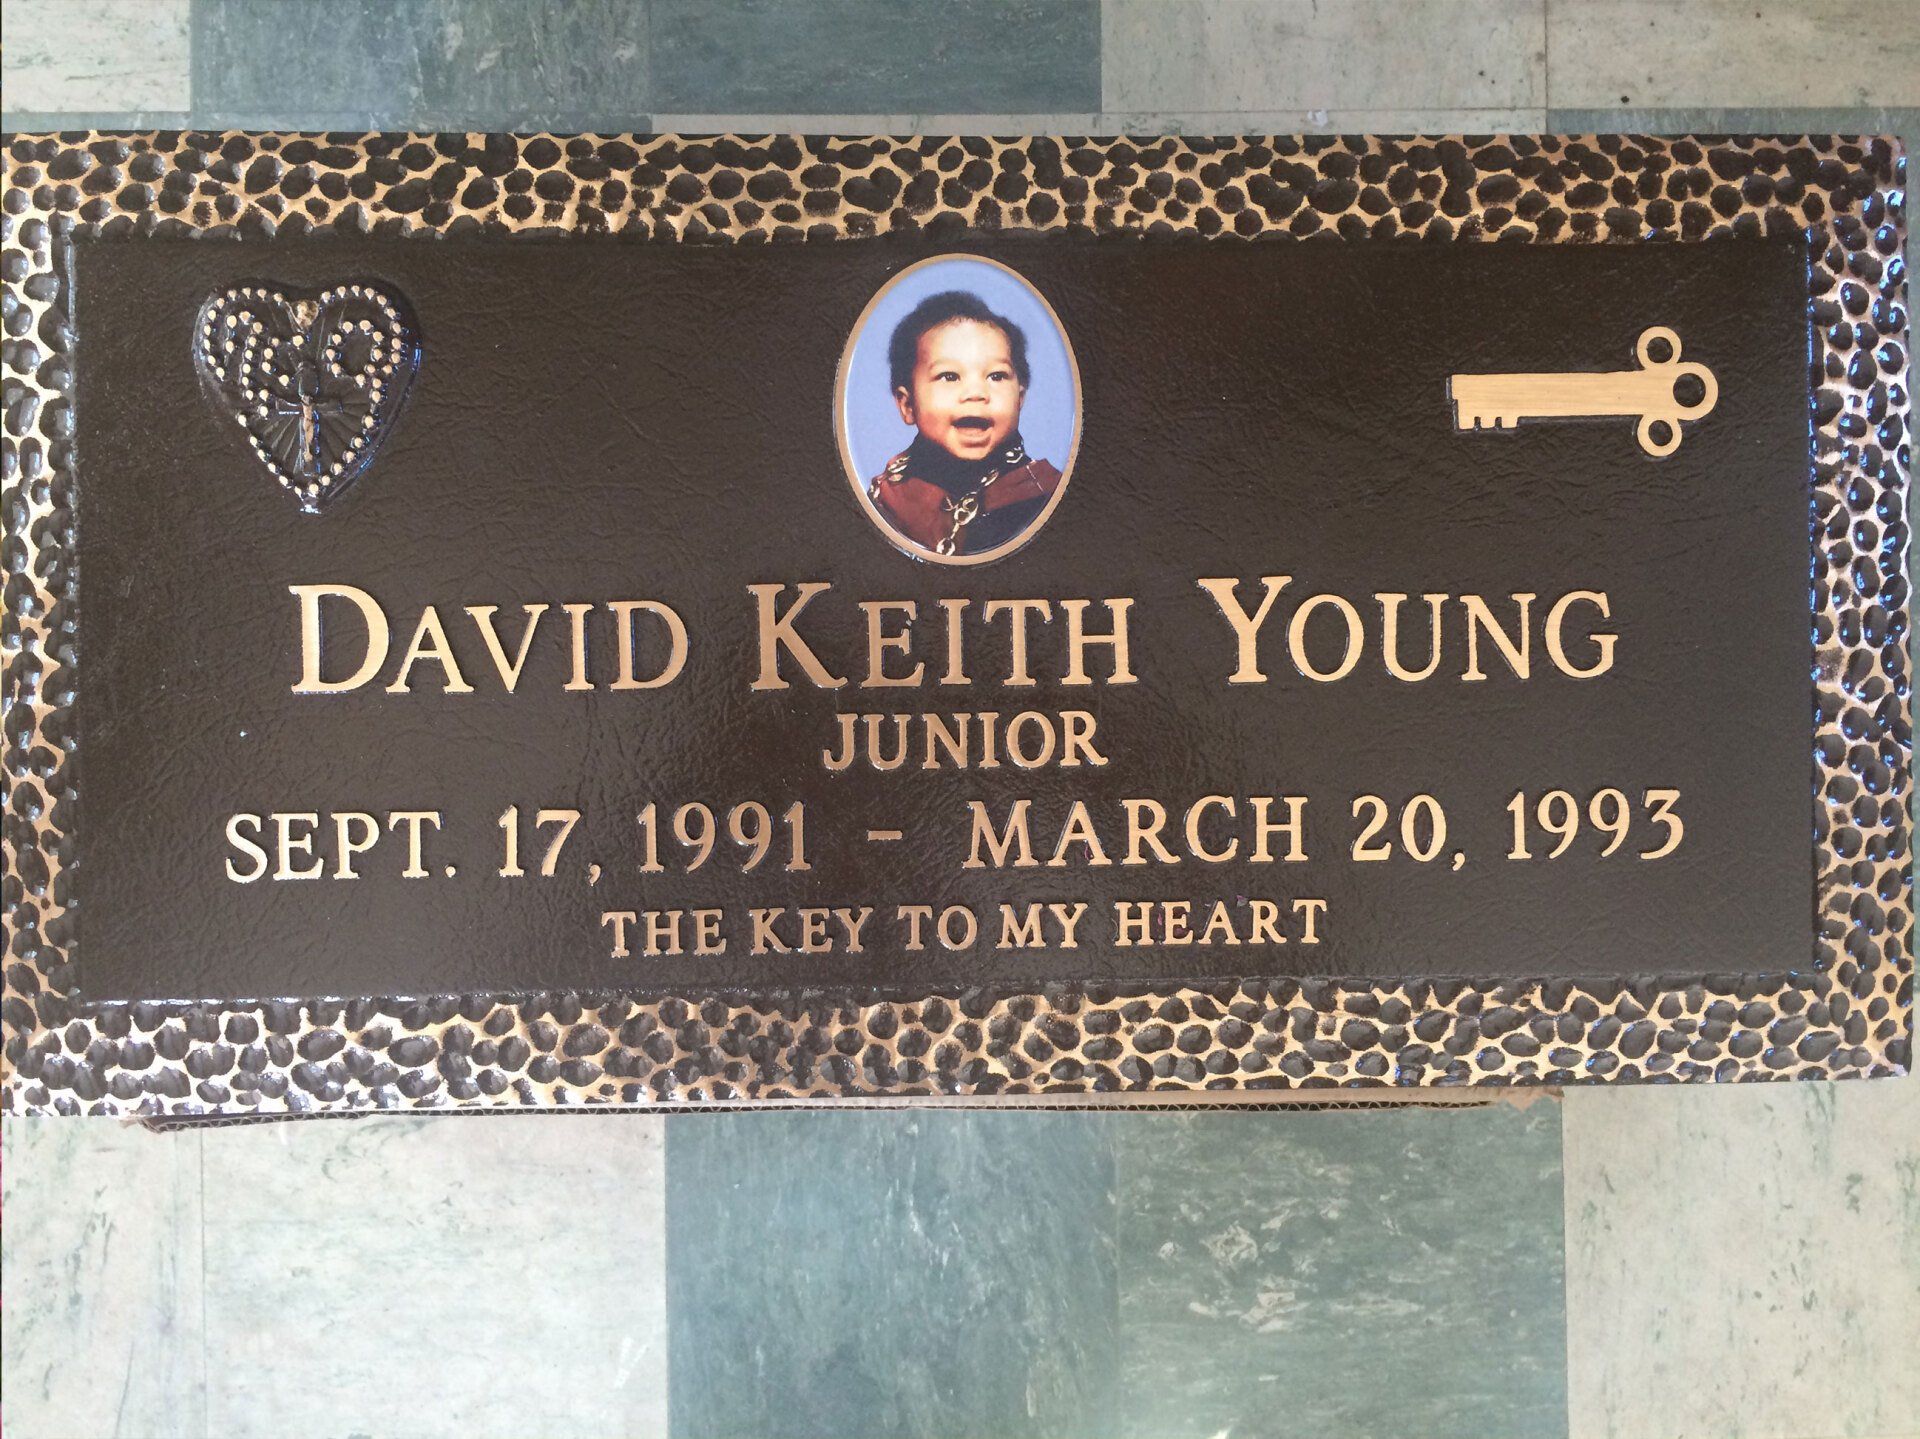 DAVID KEITH YOUNG
JUNIOR
SEPT. 17, 1991 - MARCH 20, 1993
THE KEY TO MY HEART